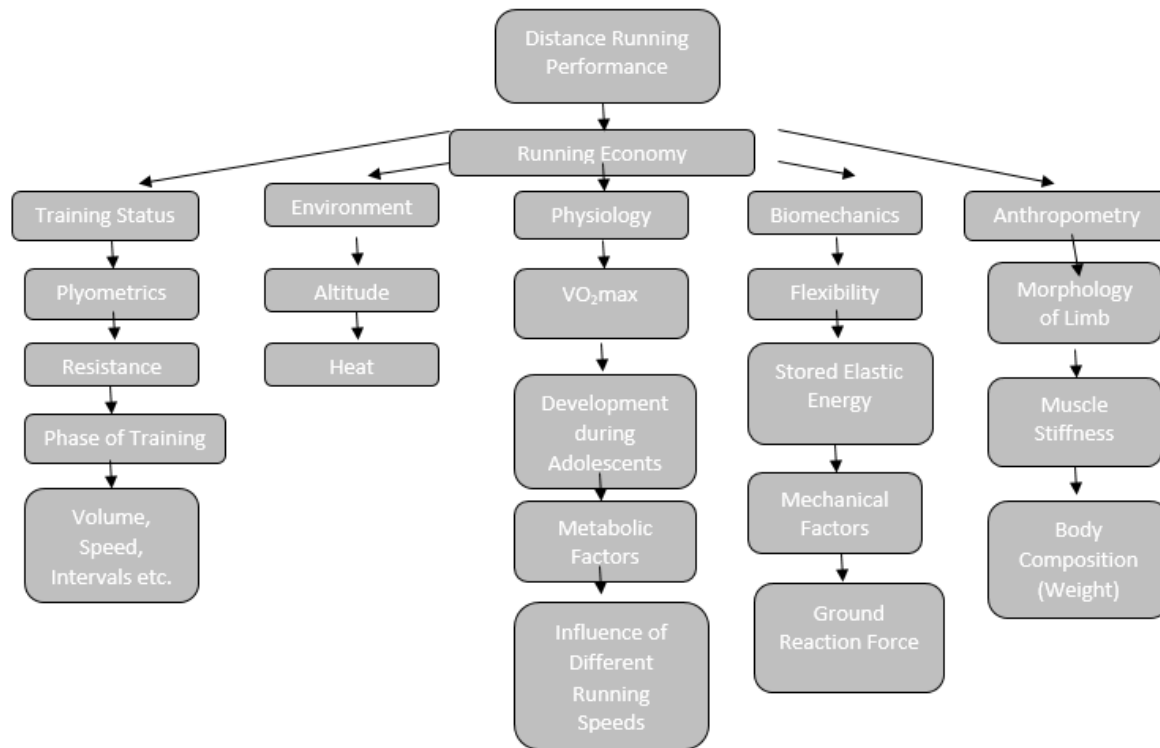 Distance Running
Performance
Running Economy
Training Status
Environment
Physiology
Biomechanics
Anthropometry
Plyometrics
Altitude
VO₂max
Flexibility
Morphology
of Limb
Resistance
Heat
Development
during
Adolescents
Stored Elastic
Energy
Muscle
Stiffness
Phase of Training
Metabolic
Factors
Mechanical
Factors
Body
Composition
(Weight)
Volume,
Speed,
Intervals etc.
Influence of
Different
Running
Speeds
Ground
Reaction Force